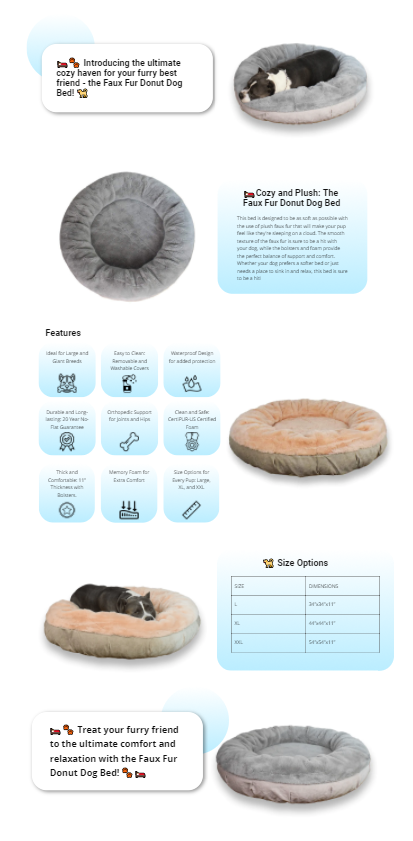 Introducing the ultimate
cozy haven for your furry best
friend - the Faux Fur Donut Dog
Bed!
Cozy and Plush: The
Faux Fur Donut Dog Bed
This bed is designed to be as soft as possible with
the use of plush faux fur that will make your pup
feel like they're sleeping on a cloud. The smooth
texture of the faux fur is sure to be a hit with
your dog, while the bolsters and foam provide
the perfect balance of support and comfort.
Whether your dog prefers a softer bed or just
needs a place to sink in and relax, this bed is sure
to be a hit
Features
Ideal for Large and
Giant Breeds
Easy to Clean:
Removable and
Washable Covers
Waterproof Design
for added protection
Durable and Long-
lasting: 20 Year No-
Flat Guarantee
Orthopedic Support
for Joints and Hips
Clean and Safe:
CertiPUR-US Certified
Foam
Thick and
Comfortable: 11"
Thickness with
Bolsters.
Memory Foam for
Extra Comfort
Size Options for
Every Pup: Large,
XL, and XXL
Size Options
SIZE DIMENSIONS
L 34"x34"x11"
XL 44"x44"x11"
XXL 54"x54"x11"
Treat your furry friend
to the ultimate comfort and
relaxation with the Faux Fur
Donut Dog Bed!